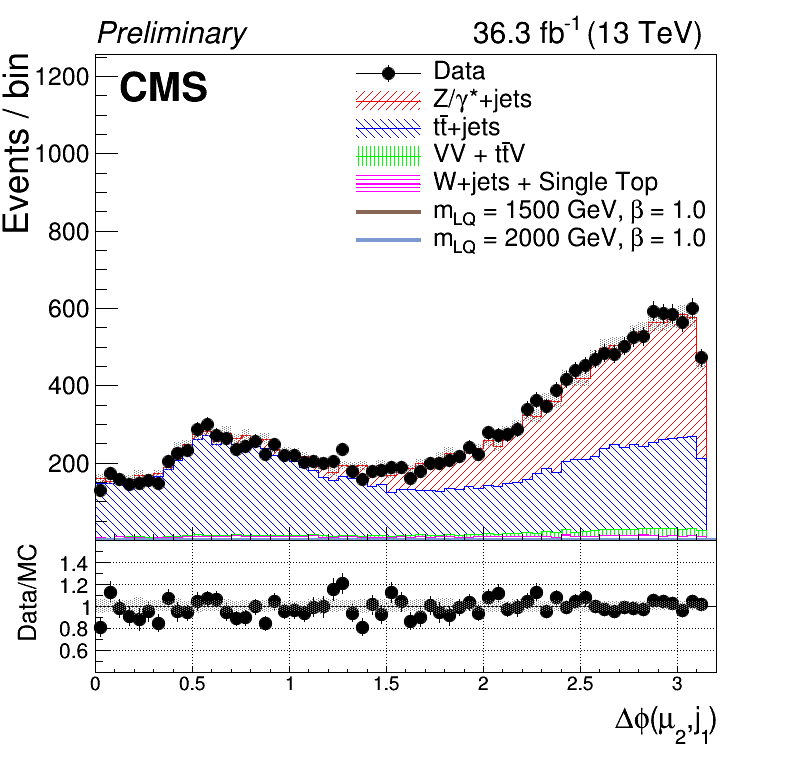 Preliminary 36.3 fb⁻¹ (13 TeV)
CMS
Events / bin
1200
1000
800
600
400
200
Data
Z/γ*+jets
tt̄+jets
VV + tt̄V
W+jets + Single Top
m_LQ = 1500 GeV, β = 1.0
m_LQ = 2000 GeV, β = 1.0
Data/MC
1.4
1.2
1
0.8
0.6
0 0.5 1 1.5 2 2.5 3
Δϕ(μ₂,j₁)